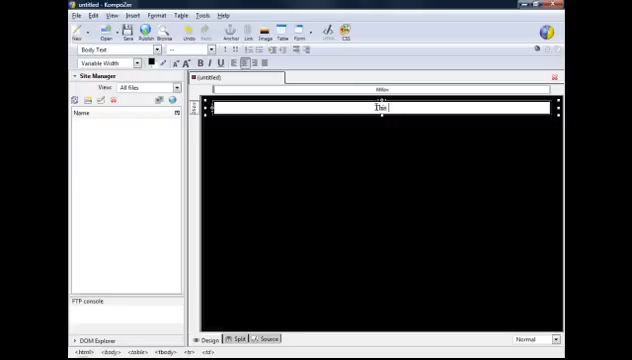 untitled - KompoZer
File Edit View Insert Format Table Tools Help
New Open Save Publish Browse Undo Redo Anchor Link Image Table Form CSS
Body Text
Variable Width
B I U
Site Manager
(untitled)
View: All files
Name
FTP console
DOM Explorer
Design Split Source
Normal
<html> <body> <table> <tbody> <tr> <td>